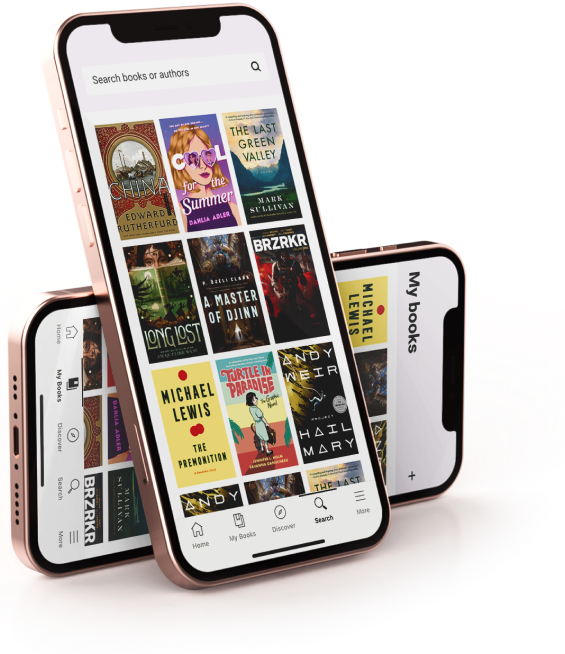 Search books or authors
CHINA
EDWARD
RUTHERFURD
COOL
for the
Summer
DAHLIA ADLER
THE LAST
GREEN
VALLEY
MARK
SULLIVAN
LONG LOST
P. DJÈLÍ CLARK
A MASTER
OF DJINN
BRZRKR
MICHAEL
LEWIS
THE
PREMONITION
TURTLE IN
PARADISE
The Graphic
Novel
ANDY
WEIR
PROJECT
HAIL
MARY
ANDY
THE LAST
Home
My Books
Discover
Search
More
Home
My Books
Discover
Search
More
DAHLIA ADLER
BRZRKR
MARK
SULLIVAN
My books
MICHAEL
LEWIS